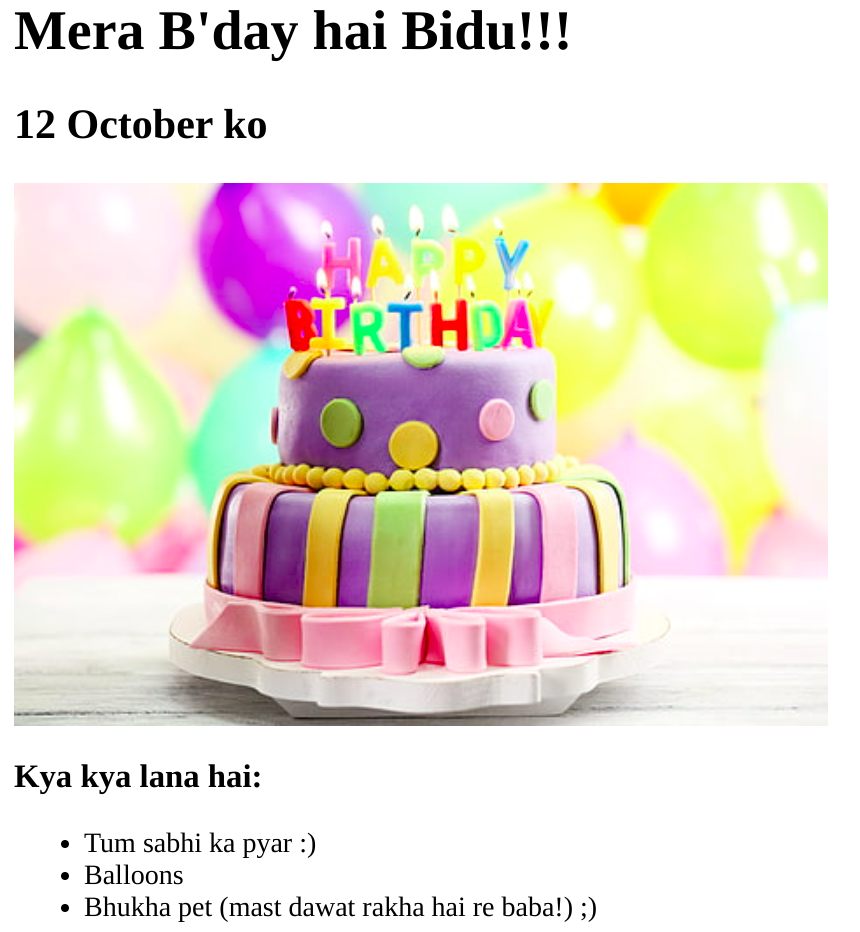 Mera B'day hai Bidu!!!
12 October ko
HAPPY
BIRTHDAY
Kya kya lana hai:
• Tum sabhi ka pyar :)
• Balloons
• Bhukha pet (mast dawat rakha hai re baba!) ;)